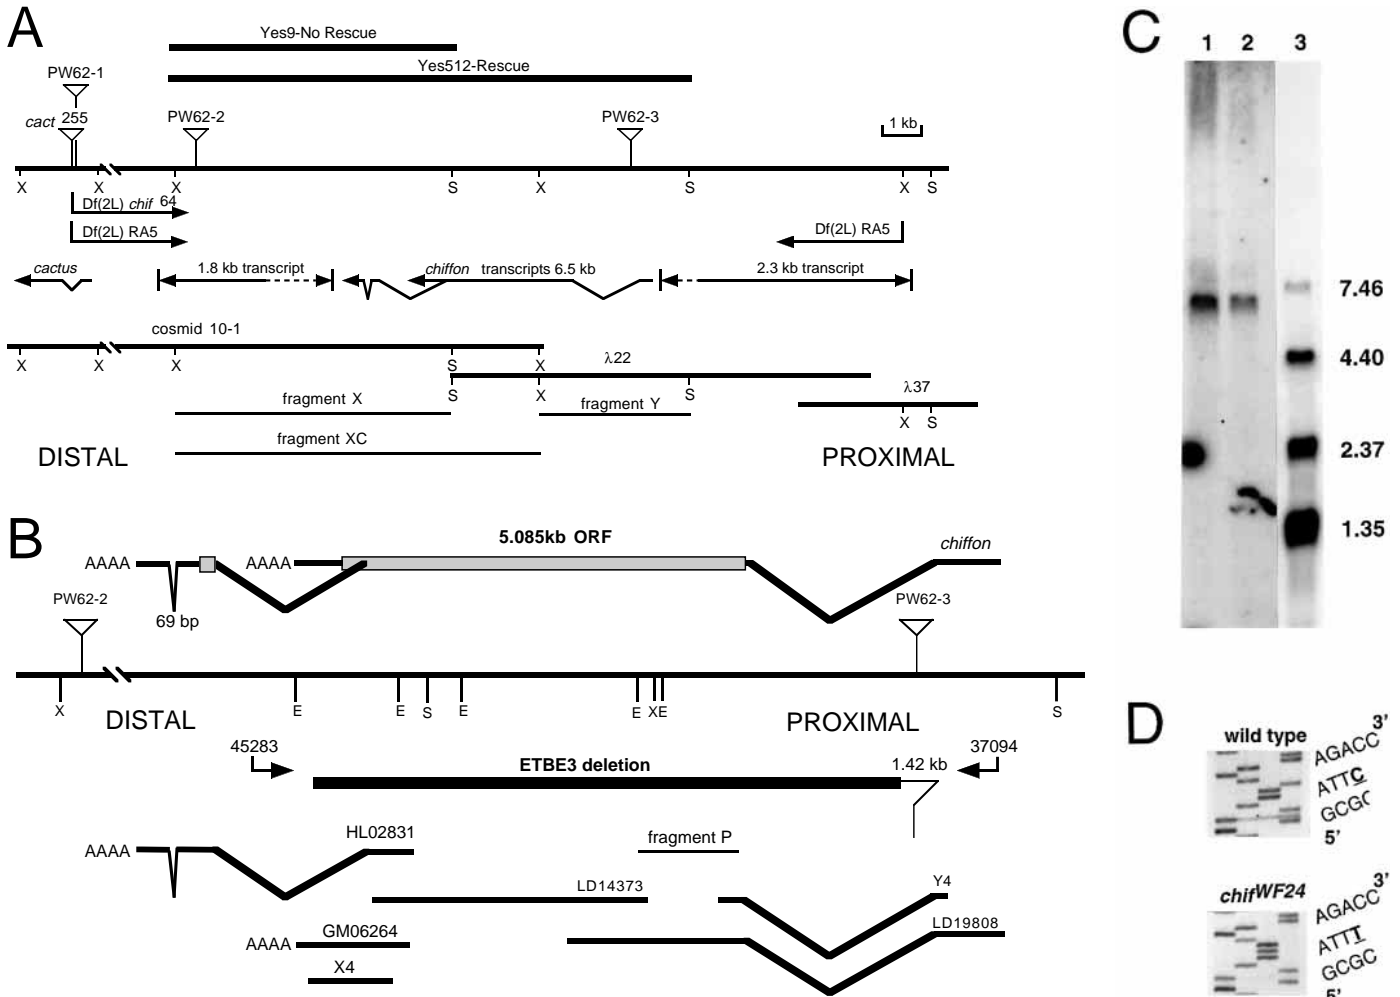 A
Yes9-No Rescue
Yes512-Rescue
PW62-1
cact 255
PW62-2
PW62-3
1 kb
X X X S X S X S
Df(2L) chif 64
Df(2L) RA5
Df(2L) RA5
cactus
1.8 kb transcript
chiffon transcripts 6.5 kb
2.3 kb transcript
cosmid 10-1
X X X S X
λ22
S X S
λ37
X S
fragment X
fragment Y
fragment XC
DISTAL
PROXIMAL
B
5.085kb ORF
chiffon
AAAA
AAAA
69 bp
PW62-2
PW62-3
X E E S E E X E S
DISTAL
PROXIMAL
45283
37094
ETBE3 deletion
1.42 kb
HL02831
AAAA
fragment P
LD14373
Y4
LD19808
AAAA
GM06264
X4
C
1 2 3
7.46
4.40
2.37
1.35
D
wild type
3'
AGACC
ATTC
GCGC
5'
chifWF24
3'
AGACC
ATTT
GCGC
5'